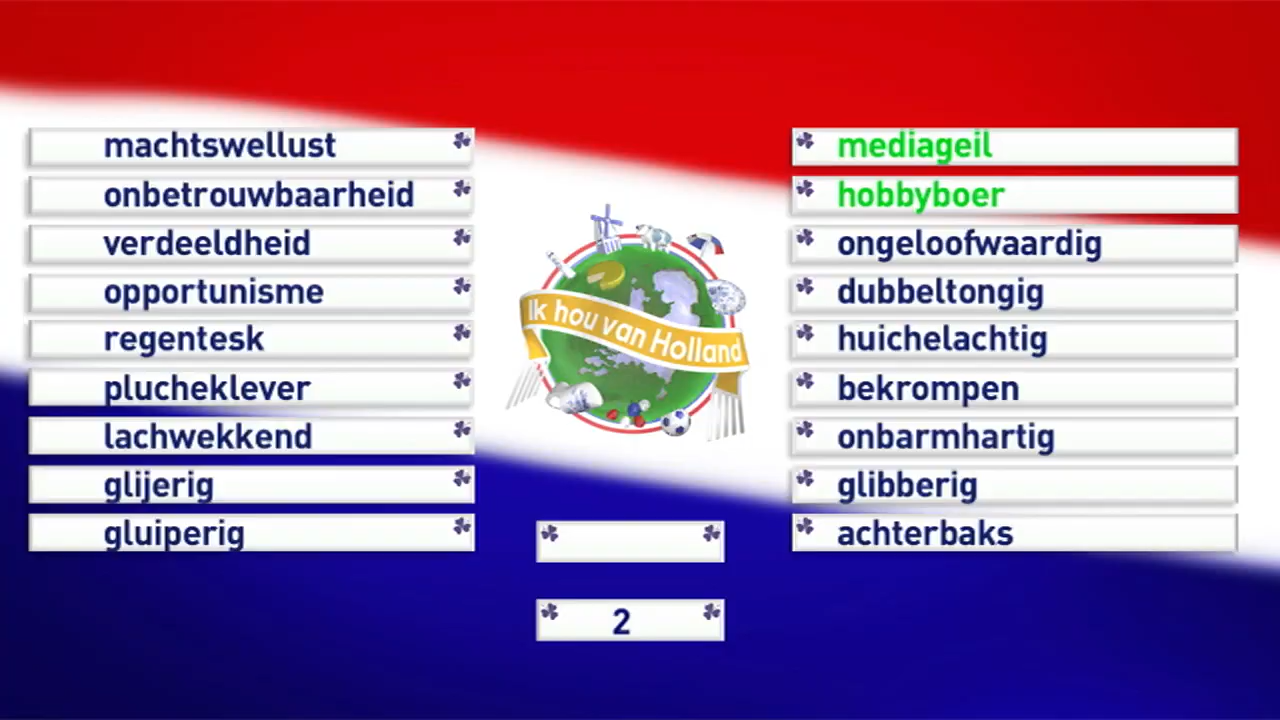 machtswellust
onbetrouwbaarheid
verdeeldheid
opportunisme
regentesk
plucheklever
lachwekkend
glijerig
gluiperig
Ik hou van Holland
2
mediageil
hobbyboer
ongeloofwaardig
dubbeltongig
huichelachtig
bekrompen
onbarmhartig
glibberig
achterbaks